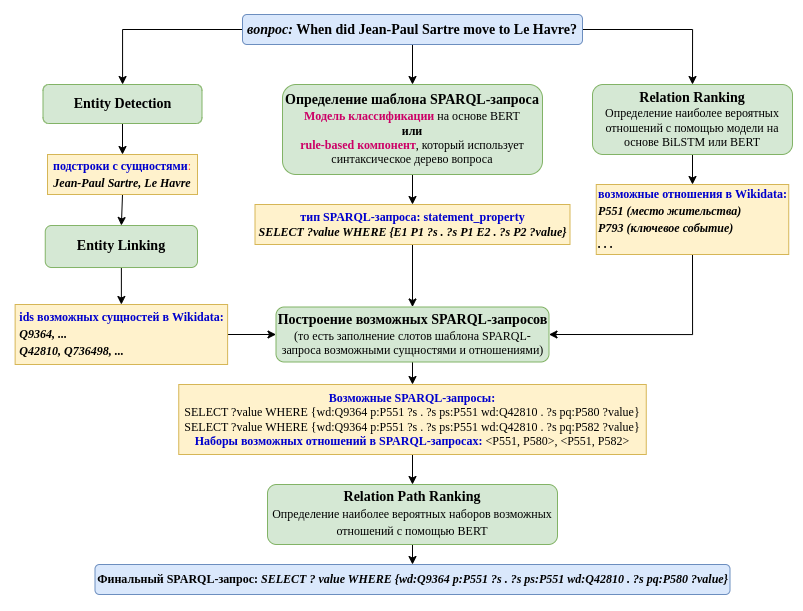 вопрос: When did Jean-Paul Sartre move to Le Havre?
Entity Detection
подстроки с сущностями:
Jean-Paul Sartre, Le Havre
Entity Linking
ids возможных сущностей в Wikidata:
Q9364, ...
Q42810, Q736498, ...
Определение шаблона SPARQL-запроса
Модель классификации на основе BERT
или
rule-based компонент, который использует
синтаксическое дерево вопроса
тип SPARQL-запроса: statement_property
SELECT ?value WHERE {E1 P1 ?s . ?s P1 E2 . ?s P2 ?value}
Relation Ranking
Определение наиболее вероятных
отношений с помощью модели на
основе BiLSTM или BERT
возможные отношения в Wikidata:
P551 (место жительства)
P793 (ключевое событие)
. . .
Построение возможных SPARQL-запросов
(то есть заполнение слотов шаблона SPARQL-
запроса возможными сущностями и отношениями)
Возможные SPARQL-запросы:
SELECT ?value WHERE {wd:Q9364 p:P551 ?s . ?s ps:P551 wd:Q42810 . ?s pq:P580 ?value}
SELECT ?value WHERE {wd:Q9364 p:P551 ?s . ?s ps:P551 wd:Q42810 . ?s pq:P582 ?value}
Наборы возможных отношений в SPARQL-запросах: <P551, P580>, <P551, P582>
Relation Path Ranking
Определение наиболее вероятных наборов возможных
отношений с помощью BERT
Финальный SPARQL-запрос: SELECT ? value WHERE {wd:Q9364 p:P551 ?s . ?s ps:P551 wd:Q42810 . ?s pq:P580 ?value}